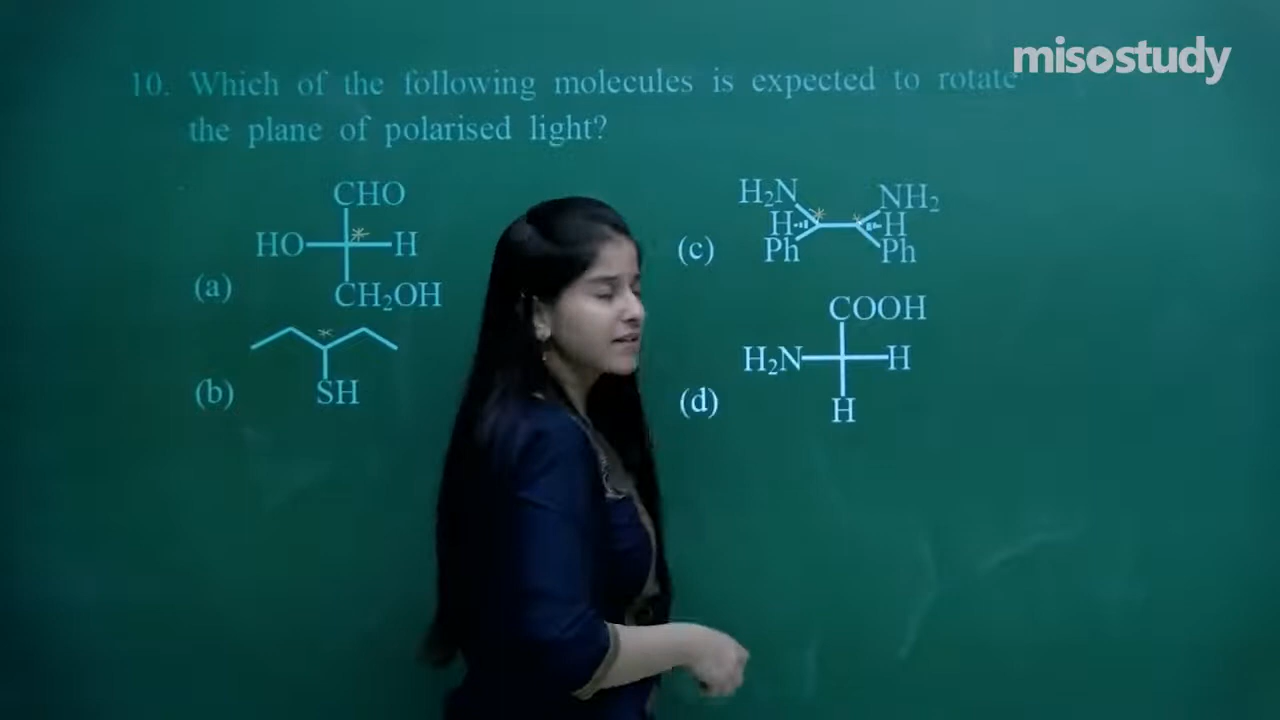 misostudy
10. Which of the following molecules is expected to rotate
the plane of polarised light?
(a)
CHO
HO
*
H
CH₂OH
(b)
*
SH
(c)
H₂N
NH₂
*
*
H
H
Ph
Ph
(d)
COOH
H₂N
H
H